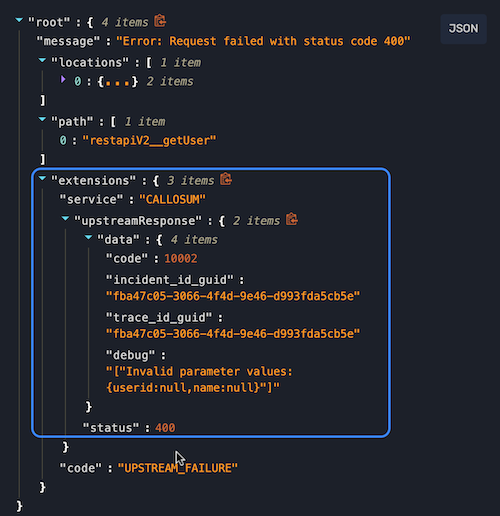 "root" : { 4 items
JSON
"message" : "Error: Request failed with status code 400"
"locations" : [ 1 item
0 : {...} 2 items
]
"path" : [ 1 item
0 : "restapiV2__getUser"
]
"extensions" : { 3 items
"service" : "CALLOSUM"
"upstreamResponse" : { 2 items
"data" : { 4 items
"code" : 10002
"incident_id_guid" :
"fba47c05-3066-4f4d-9e46-d993fda5cb5e"
"trace_id_guid" :
"fba47c05-3066-4f4d-9e46-d993fda5cb5e"
"debug" :
"["Invalid parameter values:
{userid:null,name:null}"]"
}
"status" : 400
}
"code" : "UPSTREAM_FAILURE"
}
}